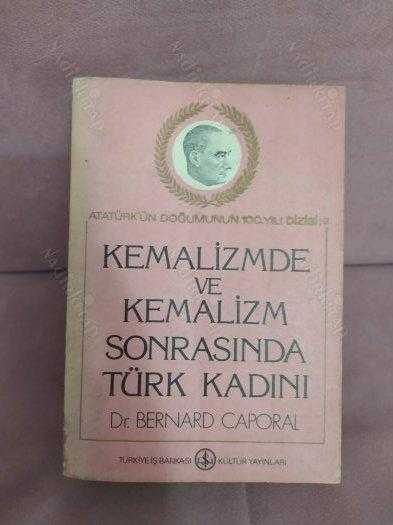 ATATÜRK'ÜN DOĞUMUNUN 100.YILI DİZİSİ:
KEMALİZMDE
VE
KEMALİZM
SONRASINDA
TÜRK KADINI
Dr. BERNARD CAPORAL
TÜRKİYE İŞ BANKASI KÜLTÜR YAYINLARI